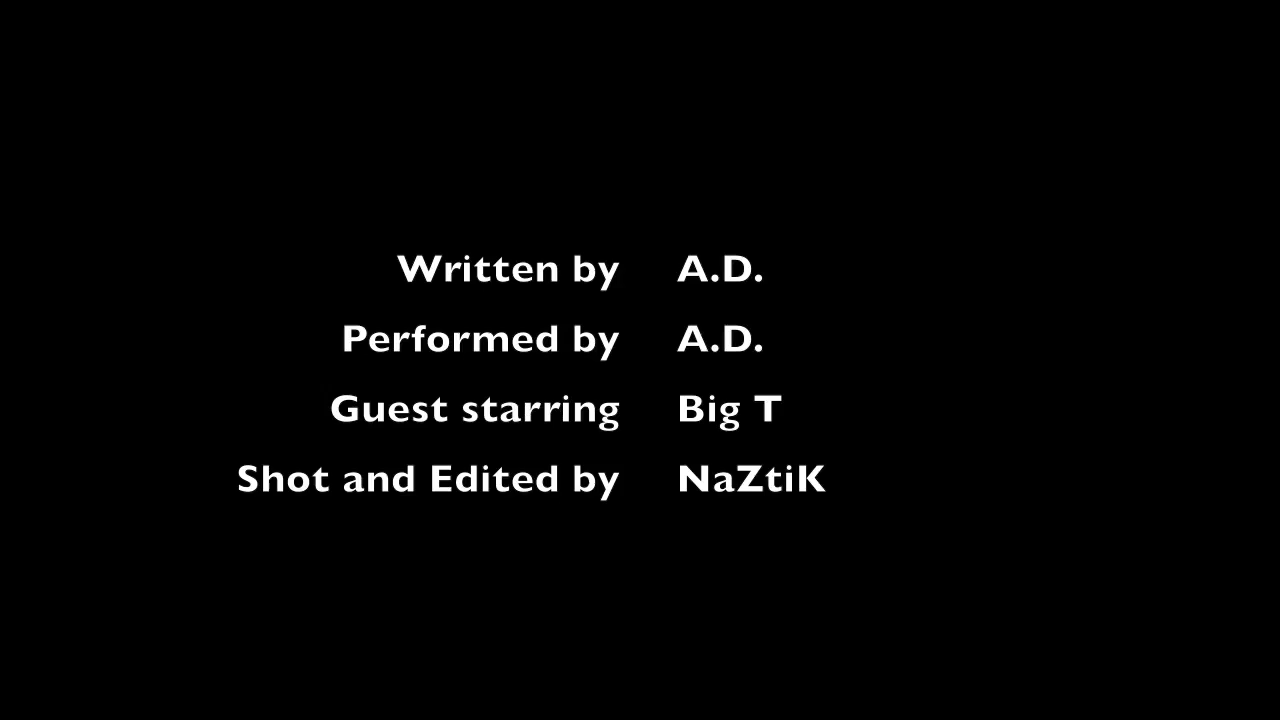 Written by A.D.
Performed by A.D.
Guest starring Big T
Shot and Edited by NaZtiK